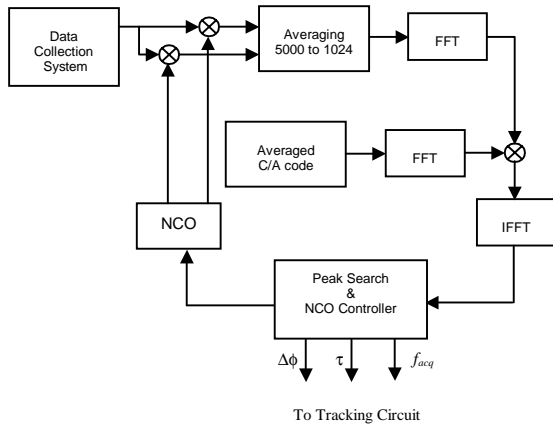 Data
Collection
System
Averaging
5000 to 1024
FFT
Averaged
C/A code
FFT
NCO
IFFT
Peak Search
&
NCO Controller
Δϕ
τ
f_acq
To Tracking Circuit